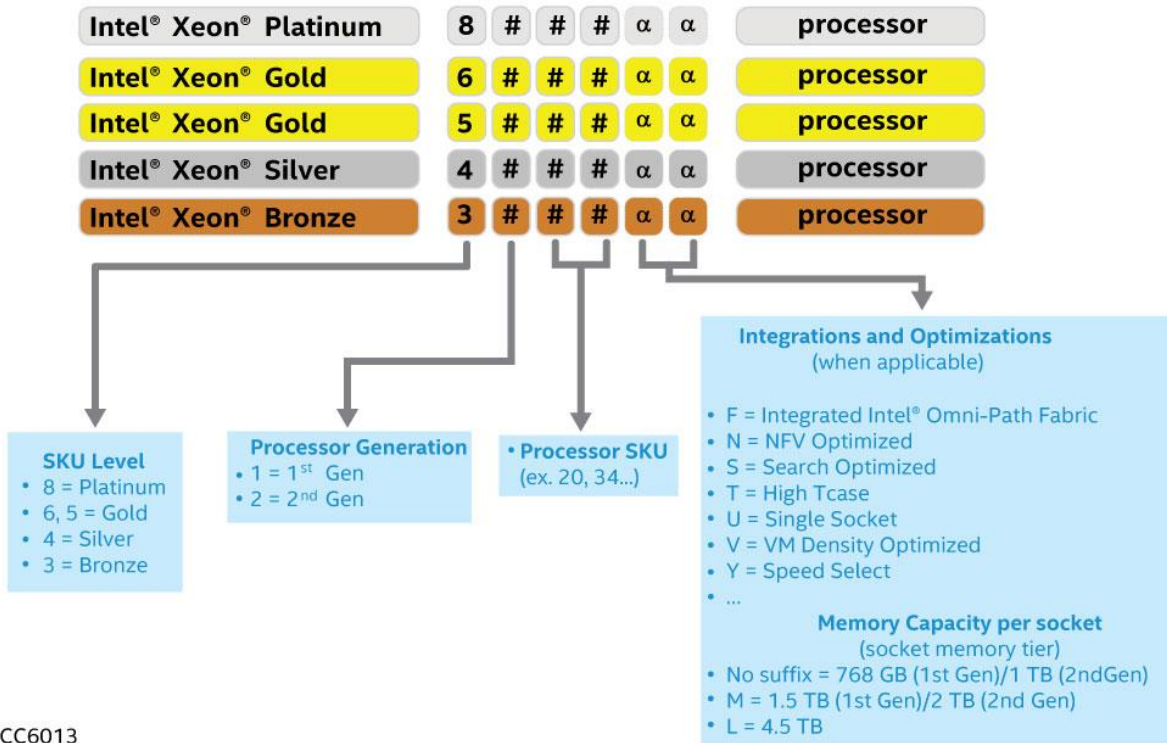 Intel® Xeon® Platinum 8 # # # α α processor
Intel® Xeon® Gold 6 # # # α α processor
Intel® Xeon® Gold 5 # # # α α processor
Intel® Xeon® Silver 4 # # # α α processor
Intel® Xeon® Bronze 3 # # # α α processor
SKU Level
• 8 = Platinum
• 6, 5 = Gold
• 4 = Silver
• 3 = Bronze
Processor Generation
• 1 = 1st Gen
• 2 = 2nd Gen
• Processor SKU
(ex. 20, 34...)
Integrations and Optimizations
(when applicable)
• F = Integrated Intel® Omni-Path Fabric
• N = NFV Optimized
• S = Search Optimized
• T = High Tcase
• U = Single Socket
• V = VM Density Optimized
• Y = Speed Select
• ...
Memory Capacity per socket
(socket memory tier)
• No suffix = 768 GB (1st Gen)/1 TB (2ndGen)
• M = 1.5 TB (1st Gen)/2 TB (2nd Gen)
• L = 4.5 TB
CC6013